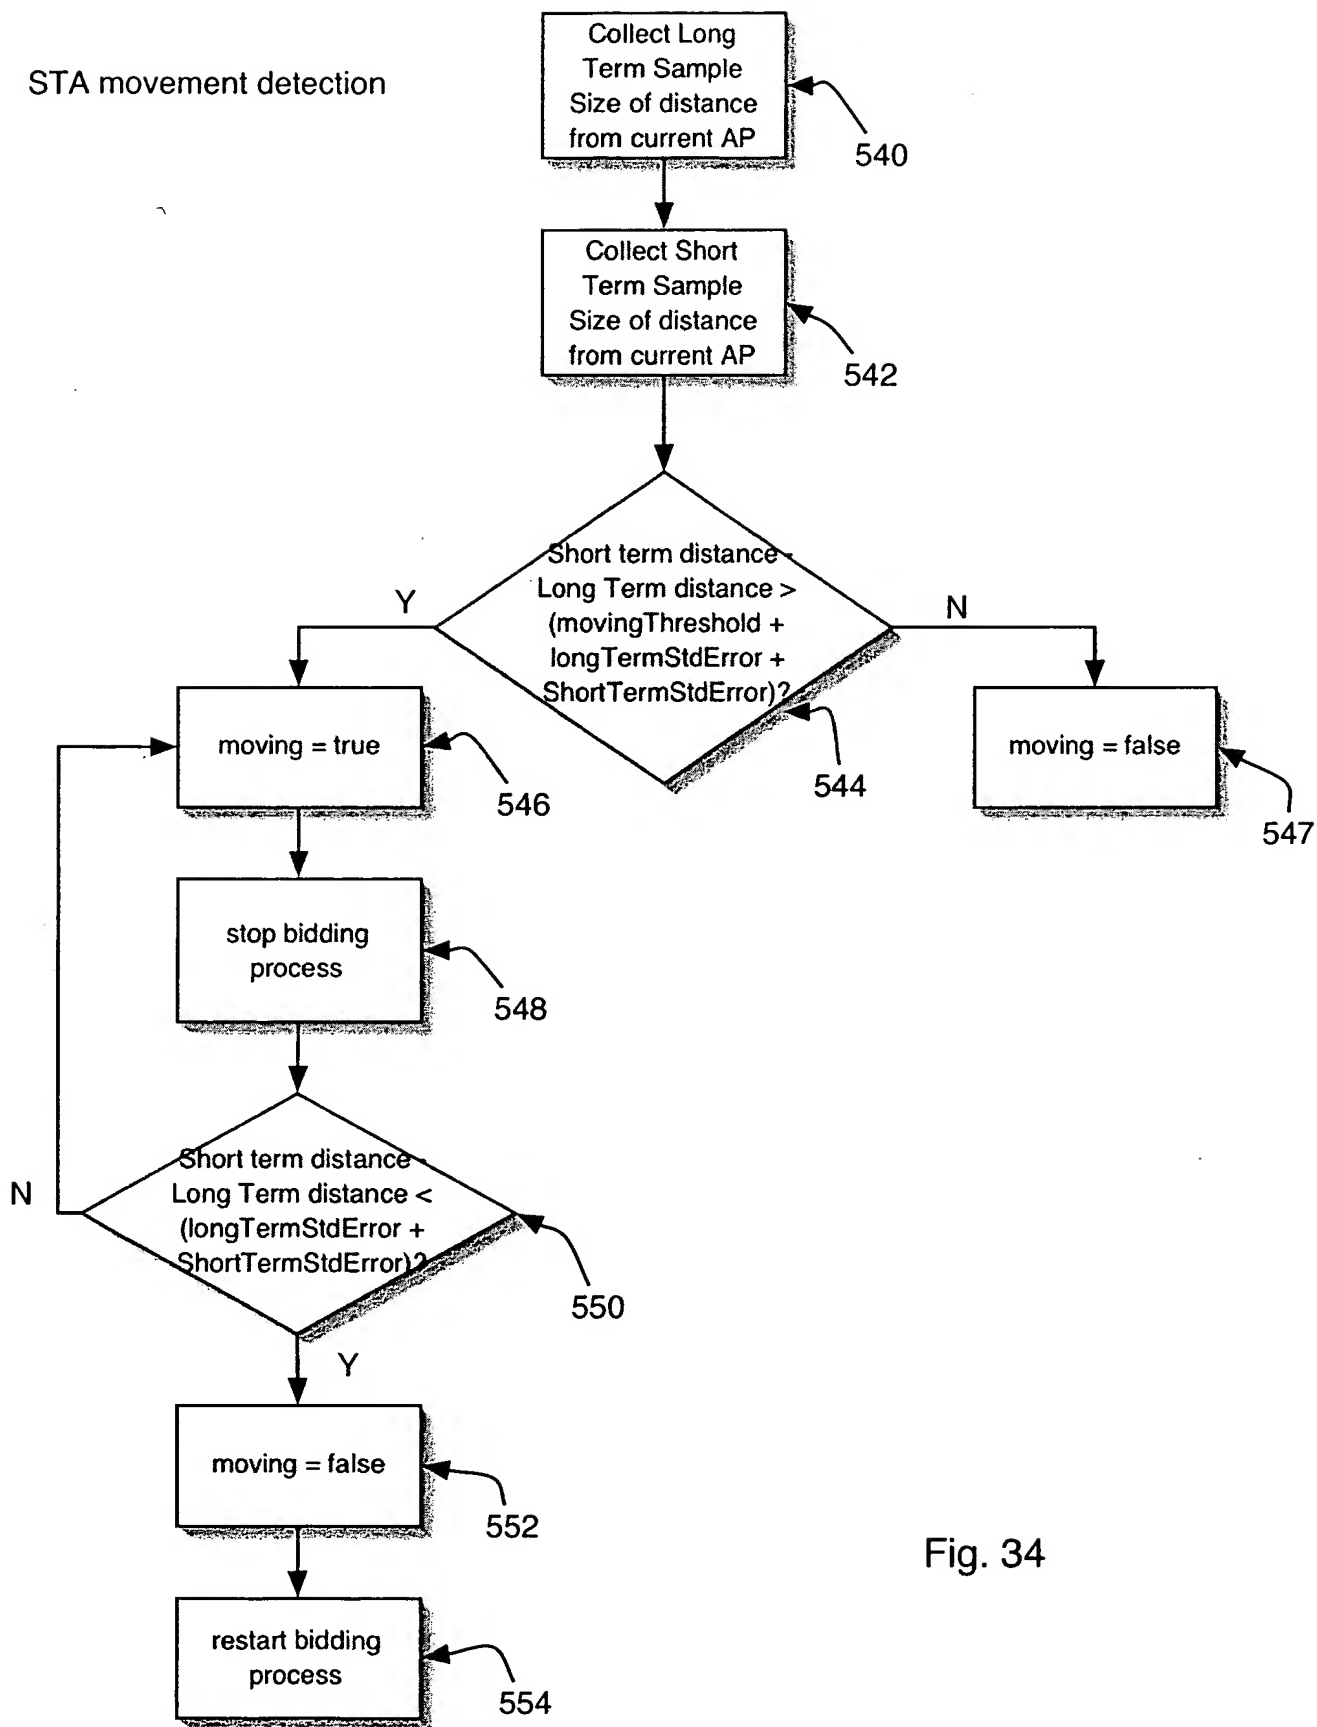 STA movement detection
Collect Long
Term Sample
Size of distance
from current AP
540
Collect Short
Term Sample
Size of distance
from current AP
542
Short term distance -
Long Term distance >
(movingThreshold +
longTermStdError +
ShortTermStdError)?
544
Y
N
moving = true
546
moving = false
547
stop bidding
process
548
Short term distance -
Long Term distance <
(longTermStdError +
ShortTermStdError)?
550
N
Y
moving = false
552
restart bidding
process
554
Fig. 34